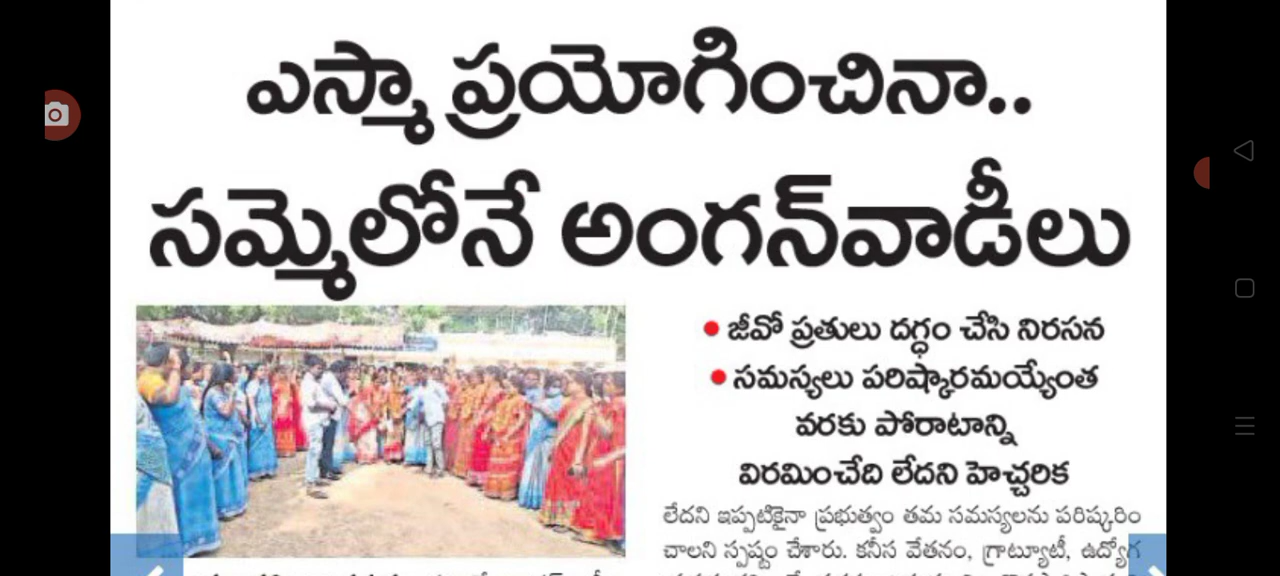 ఎస్మా ప్రయోగించినా..
సమ్మెలోనే అంగన్‌వాడీలు
• జీవో ప్రతులు దగ్ధం చేసి నిరసన
• సమస్యలు పరిష్కారమయ్యేంత
వరకు పోరాటాన్ని
విరమించేది లేదని హెచ్చరిక
లేదని ఇప్పటికైనా ప్రభుత్వం తమ సమస్యలను పరిష్కరిం
చాలని స్పష్టం చేశారు. కనీస వేతనం, గ్రాట్యూటీ, ఉద్యోగ